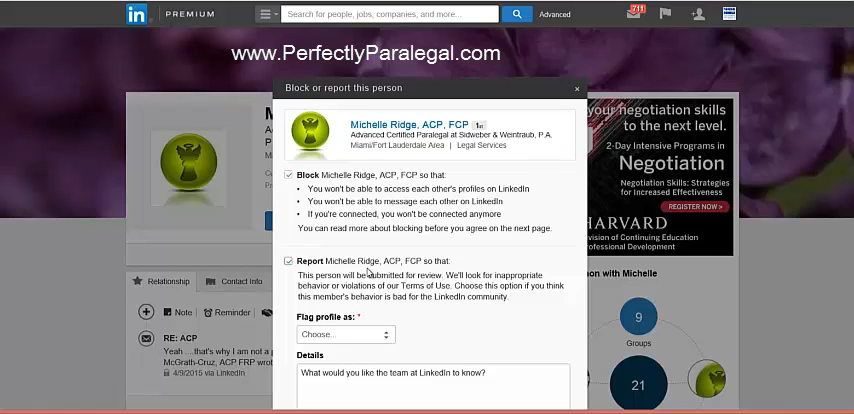 in PREMIUM
Search for people, jobs, companies, and more...
Advanced
711
www.PerfectlyParalegal.com
Block or report this person
×
Michelle Ridge, ACP, FCP 1st
Advanced Certified Paralegal at Sidweber & Weintraub, P.A.
Miami/Fort Lauderdale Area | Legal Services
Block Michelle Ridge, ACP, FCP so that:
• You won't be able to access each other's profiles on LinkedIn
• You won't be able to message each other on LinkedIn
• If you're connected, you won't be connected anymore
You can read more about blocking before you agree on the next page.
Report Michelle Ridge, ACP, FCP so that:
This person will be submitted for review. We'll look for inappropriate
behavior or violations of our Terms of Use. Choose this option if you think
this member's behavior is bad for the LinkedIn community.
Flag profile as: *
Choose...
Details
What would you like the team at LinkedIn to know?
Relationship
Contact Info
Note
Reminder
RE: ACP
Yeah ....that's why I am not a
McGrath-Cruz, ACP FRP wrote
4/9/2015 via LinkedIn
your negotiation skills
to the next level.
2-Day Intensive Programs in
Negotiation
Negotiation Skills: Strategies
for Increased Effectiveness
REGISTER NOW >
HARVARD
Division of Continuing Education
Professional Development
on with Michelle
9
Groups
21